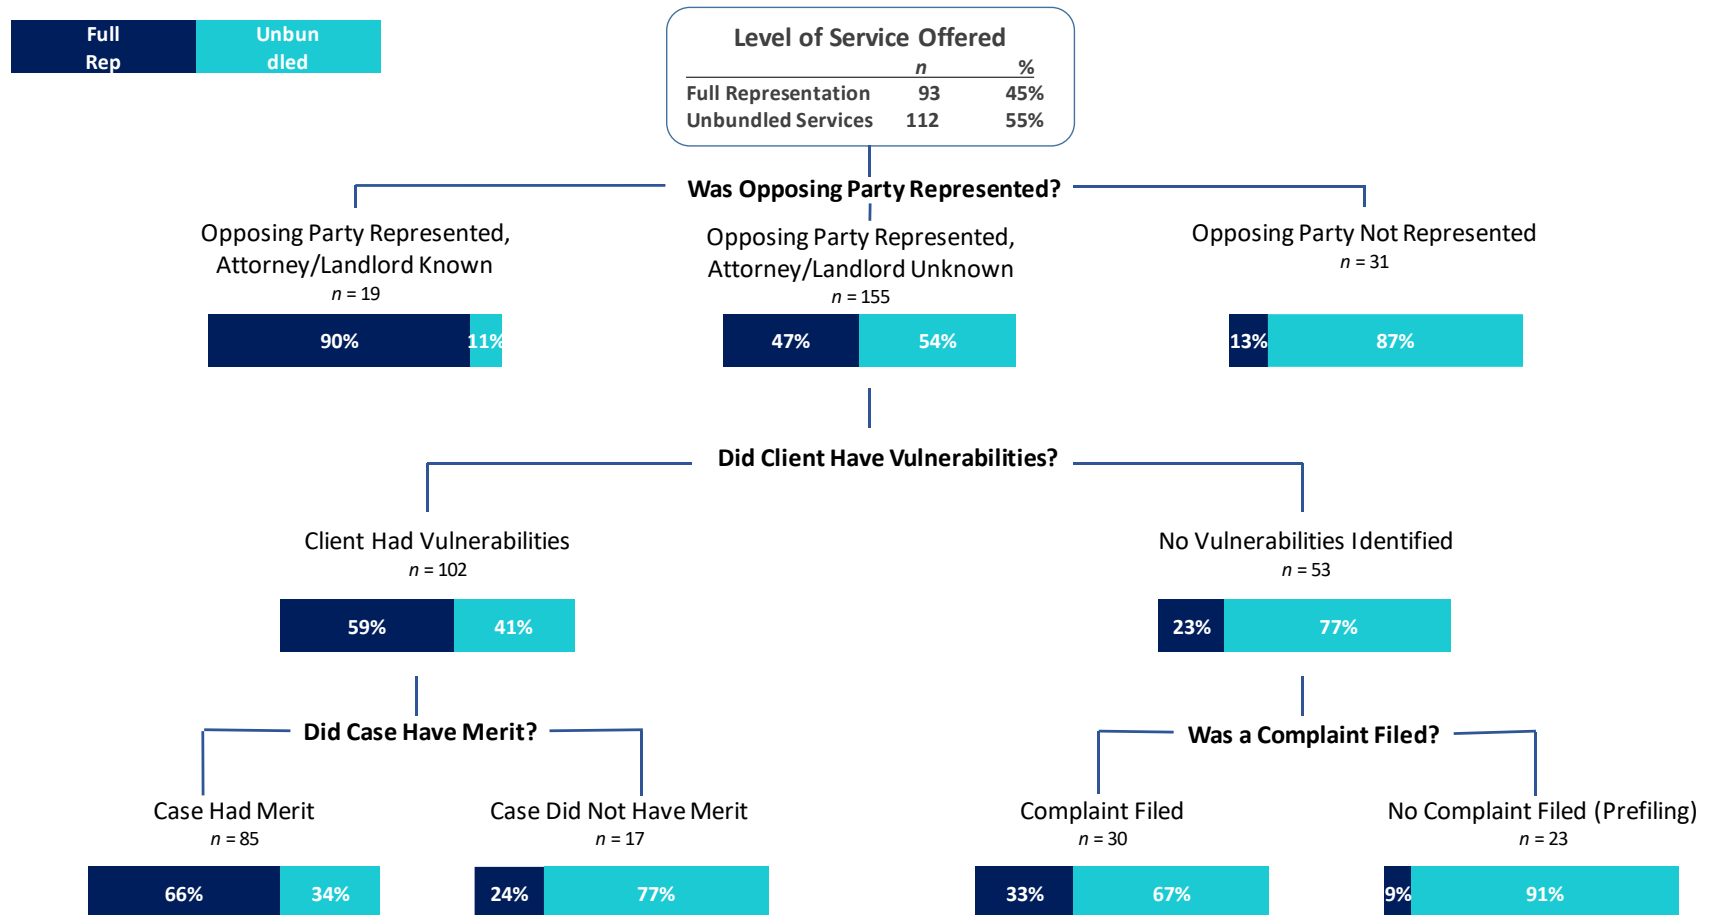 Full Unbun
Rep dled
Level of Service Offered
n %
Full Representation 93 45%
Unbundled Services 112 55%
Was Opposing Party Represented?
Opposing Party Represented,
Attorney/Landlord Known
n = 19
90% 11%
Opposing Party Represented,
Attorney/Landlord Unknown
n = 155
47% 54%
Opposing Party Not Represented
n = 31
13% 87%
Did Client Have Vulnerabilities?
Client Had Vulnerabilities
n = 102
59% 41%
No Vulnerabilities Identified
n = 53
23% 77%
Did Case Have Merit?
Was a Complaint Filed?
Case Had Merit
n = 85
66% 34%
Case Did Not Have Merit
n = 17
24% 77%
Complaint Filed
n = 30
33% 67%
No Complaint Filed (Prefiling)
n = 23
9% 91%